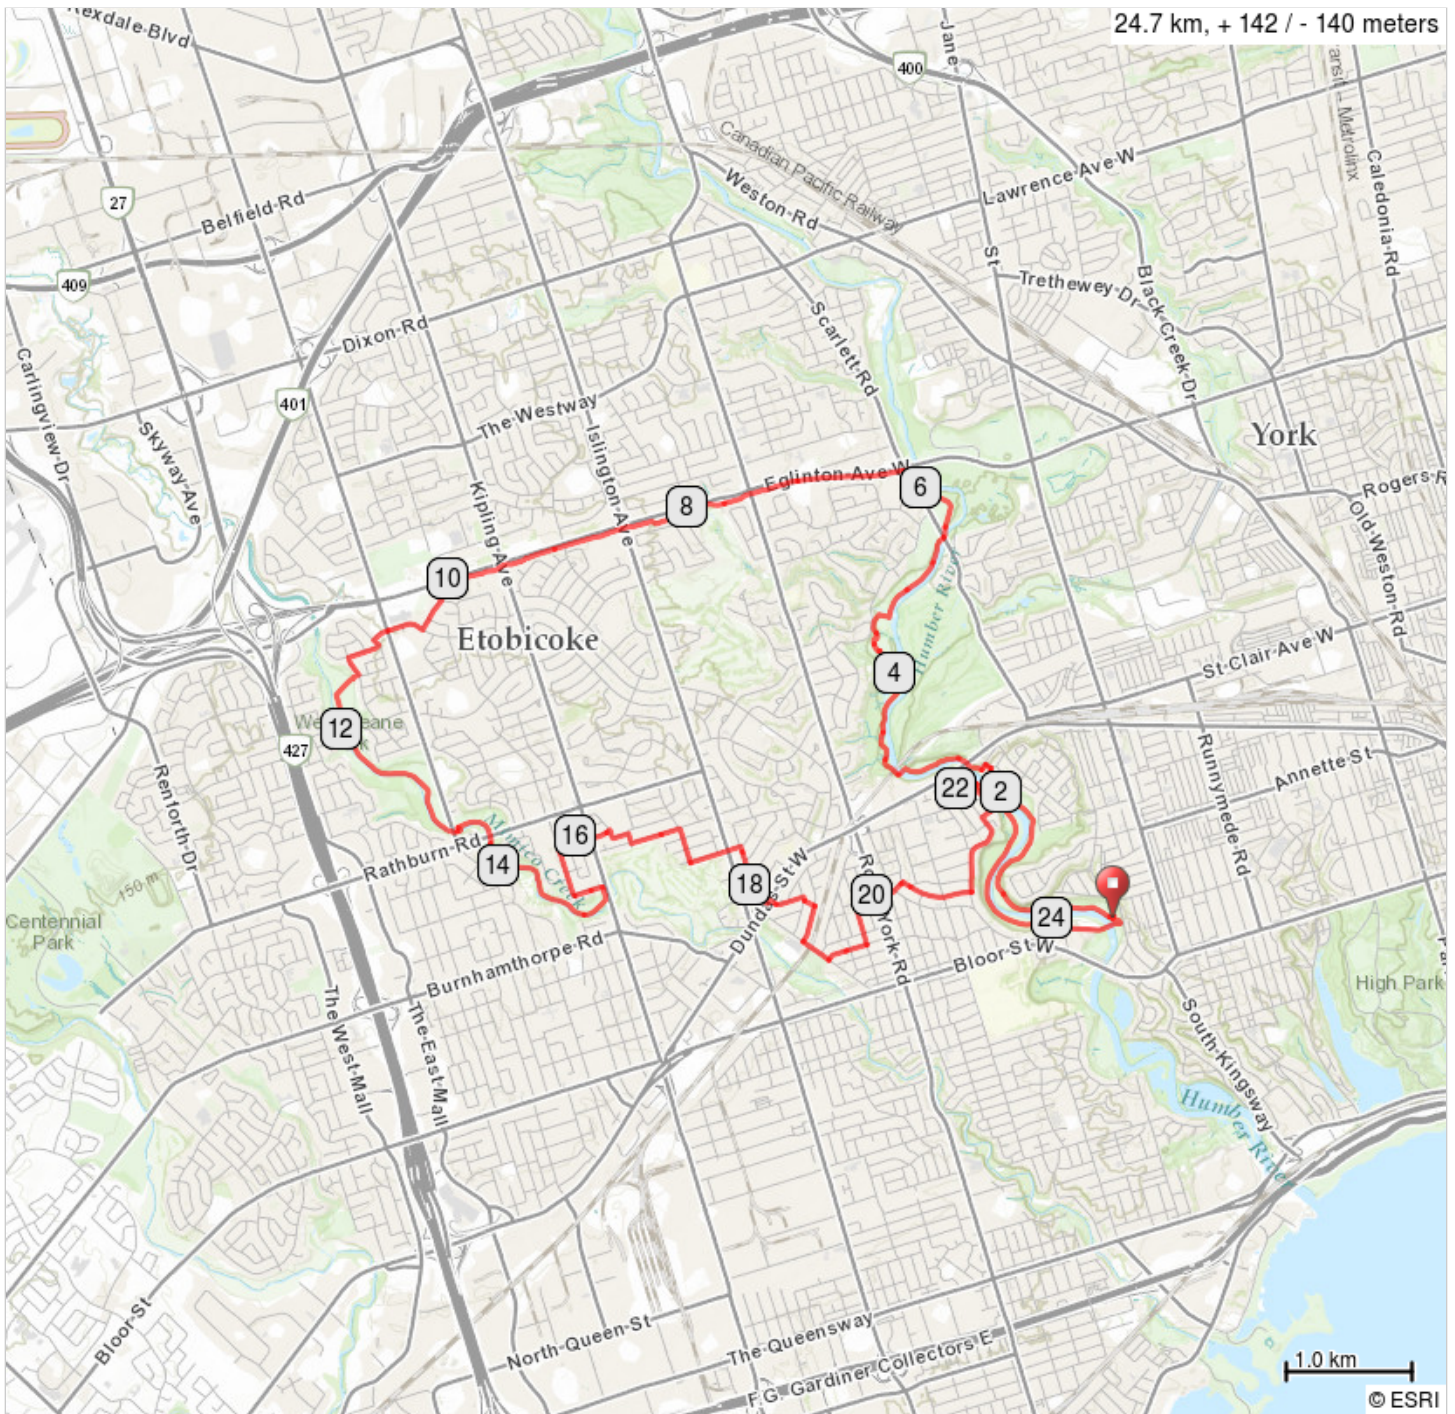 24.7 km, + 142 / - 140 meters
Rexdale Blvd
400
Jane
St
Canadian Pacific Railway
Weston Rd
Lawrence Ave W
Caledonia Rd
Metrolinx
27
Belfield Rd
409
Dixon Rd
Trethewey Dr
Black Creek Dr
Scarlett Rd
Carlingview Dr
401
The Westway
Skyway Ave
Islington Ave
York
Kipling Ave
Eglinton Ave W
6
8
Rogers R
Old Weston Rd
10
Etobicoke
Humber River
St Clair Ave W
4
12
427
Renforth Dr
Runnymede Rd
Annette St
22
2
Mimico Creek
16
Rathburn Rd
14
18
Dundas St W
20
York Rd
24
150 m
Centennial
Park
Burnhamthorpe Rd
Bloor St W
High Park
The West Mall
The East Mall
South Kingsway
Humber River
Bloor St
North Queen St
The Queensway
F.G. Gardiner Collectors E
1.0 km
© ESRI